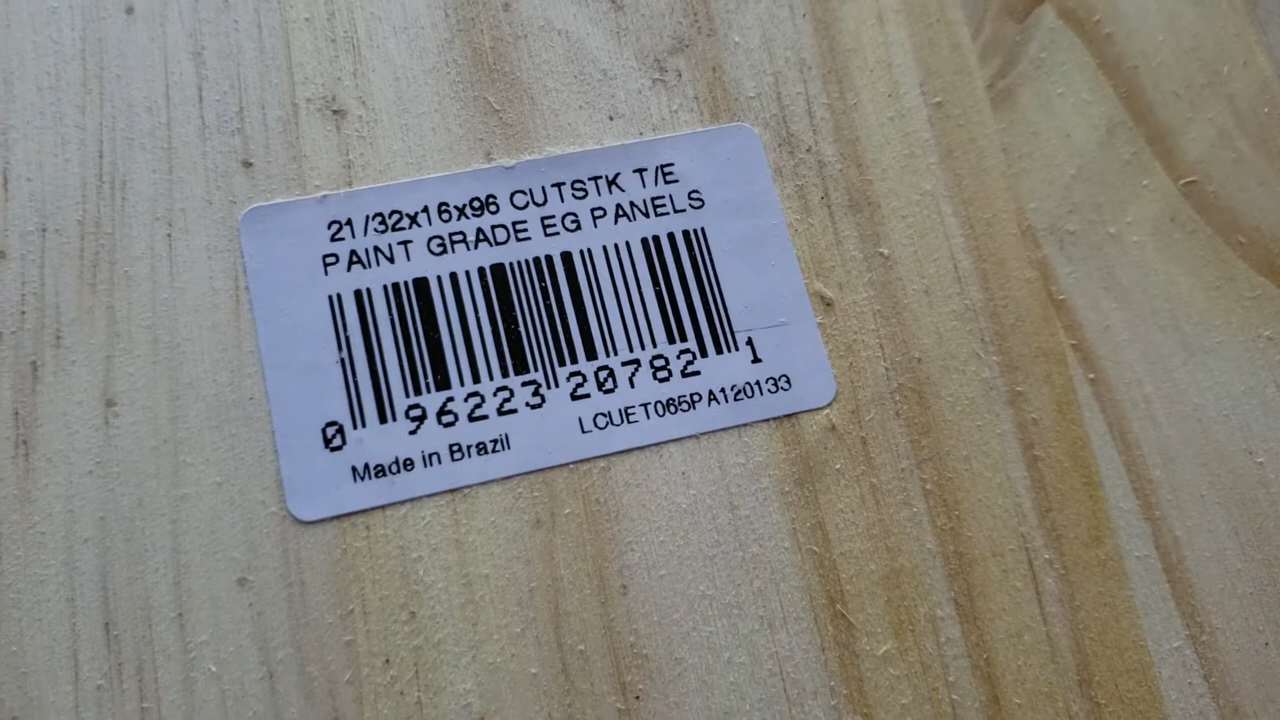 21/32x16x96 CUTSTK T/E
PAINT GRADE EG PANELS
0 96223 20782 1
Made in Brazil LCUET065PA120133